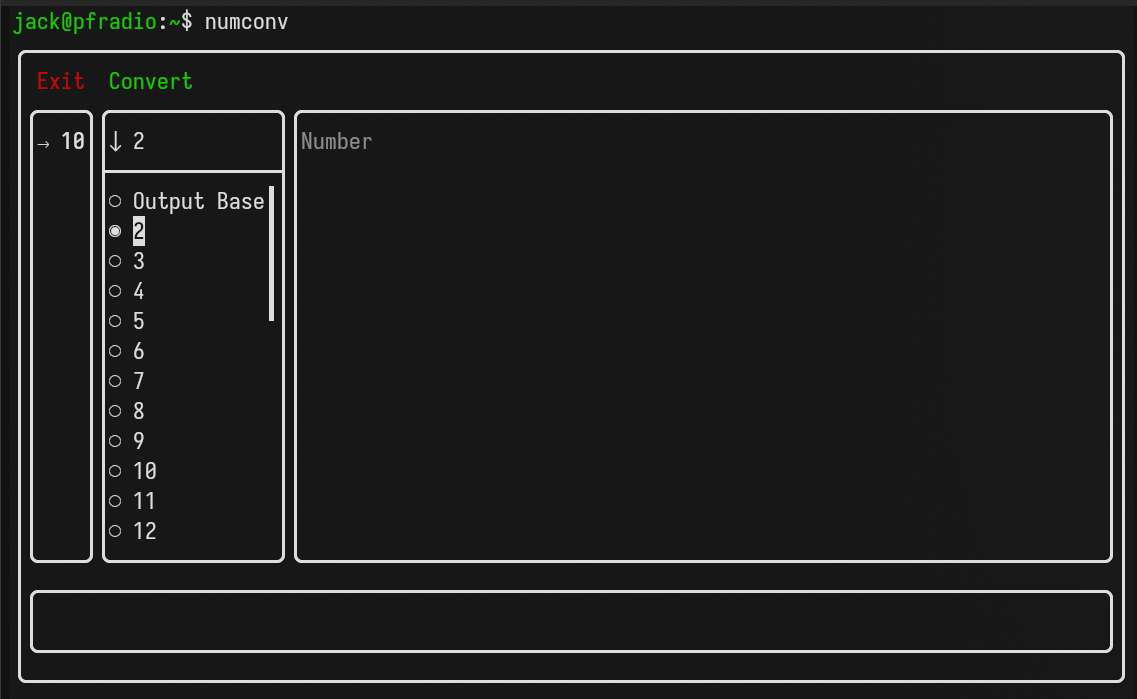 jack@pfradio:~$ numconv
Exit Convert
→ 10 ↓ 2 Number
Output Base
2
3
4
5
6
7
8
9
10
11
12